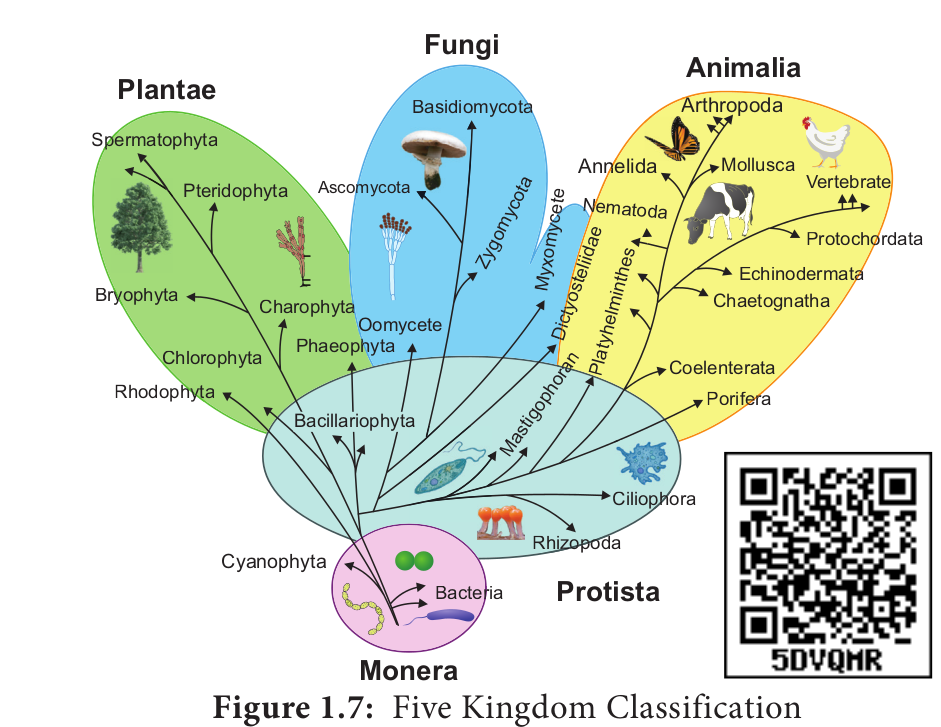 Fungi
Plantae
Animalia
Spermatophyta
Pteridophyta
Bryophyta
Charophyta
Chlorophyta
Rhodophyta
Basidiomycota
Ascomycota
Zygomycota
Myxomycete
Dictyosteliidae
Oomycete
Phaeophyta
Bacillariophyta
Arthropoda
Annelida
Mollusca
Vertebrate
Nematoda
Protochordata
Platyhelminthes
Echinodermata
Chaetognatha
Coelenterata
Porifera
Mastigophoran
Ciliophora
Rhizopoda
Protista
Cyanophyta
Bacteria
Monera
5DVQMR
Figure 1.7: Five Kingdom Classification